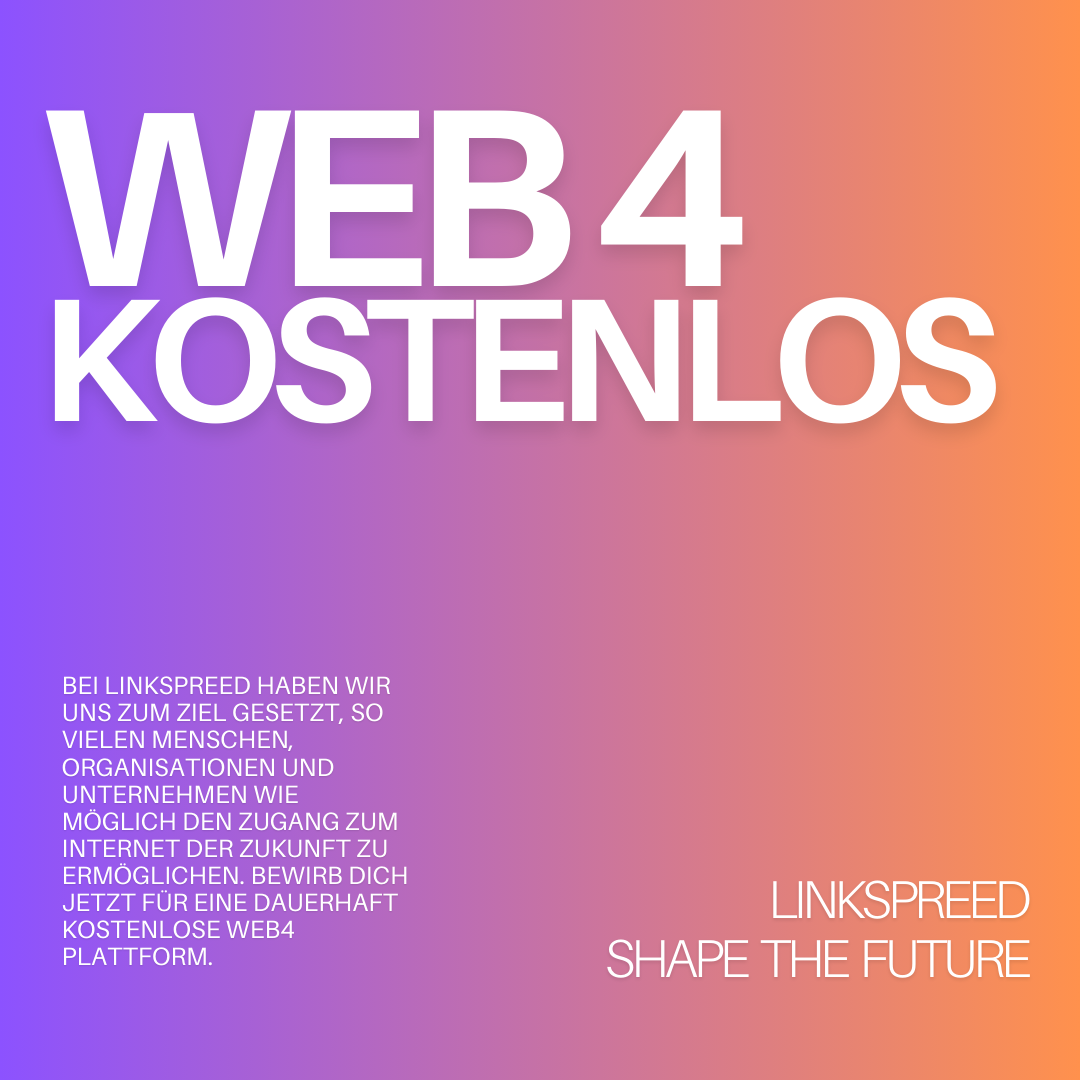 WEB 4
KOSTENLOS
BEI LINKSPREED HABEN WIR
UNS ZUM ZIEL GESETZT, SO
VIELEN MENSCHEN,
ORGANISATIONEN UND
UNTERNEHMEN WIE
MÖGLICH DEN ZUGANG ZUM
INTERNET DER ZUKUNFT ZU
ERMÖGLICHEN. BEWIRB DICH
JETZT FÜR EINE DAUERHAFT
KOSTENLOSE WEB4
PLATTFORM.
LINKSPREED
SHAPE THE FUTURE